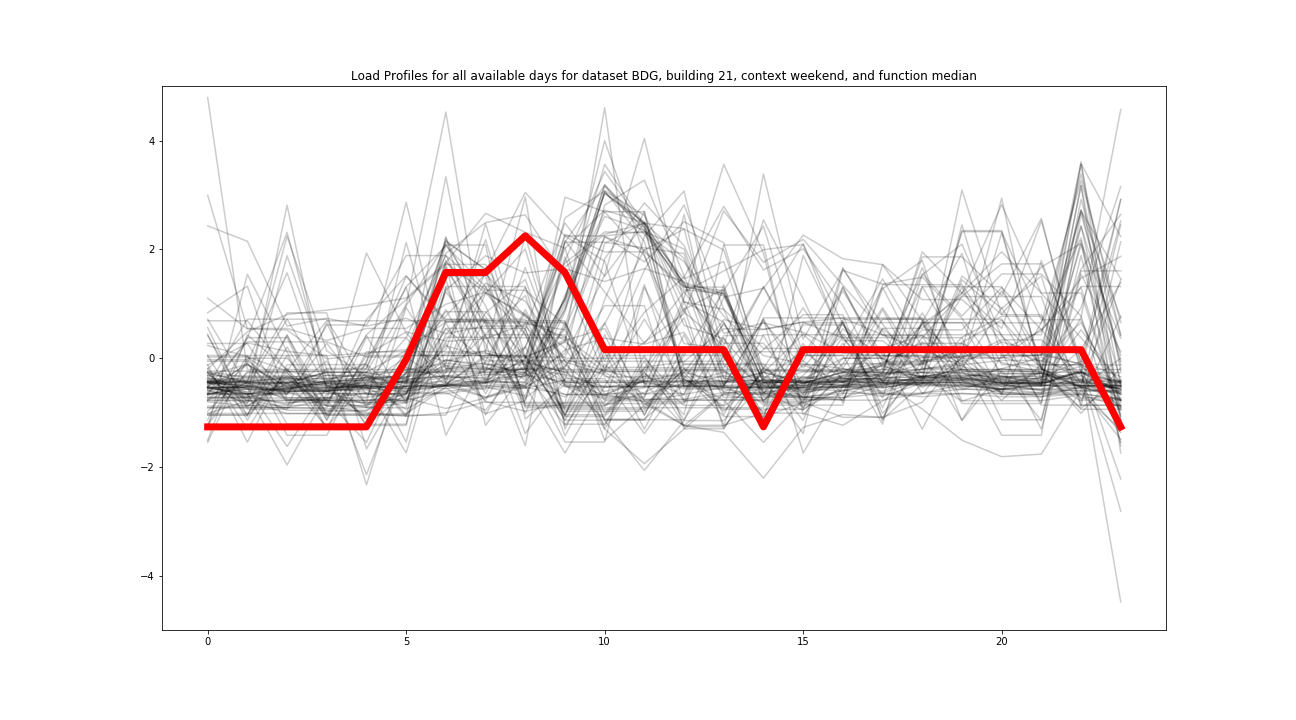 Load Profiles for all available days for dataset BDG, building 21, context weekend, and function median
4
2
0
−2
−4
0 5 10 15 20